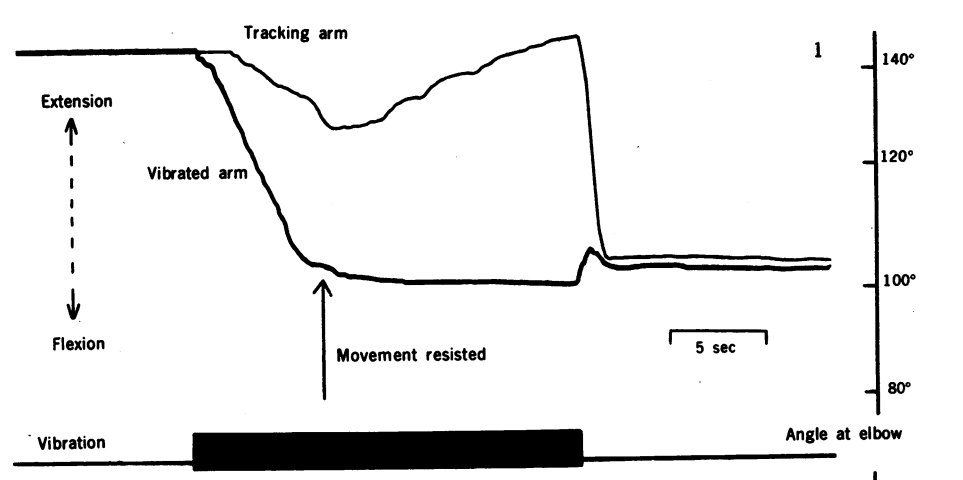 Tracking arm
1
140°
Extension
120°
Vibrated arm
100°
Flexion
Movement resisted
5 sec
80°
Vibration
Angle at elbow